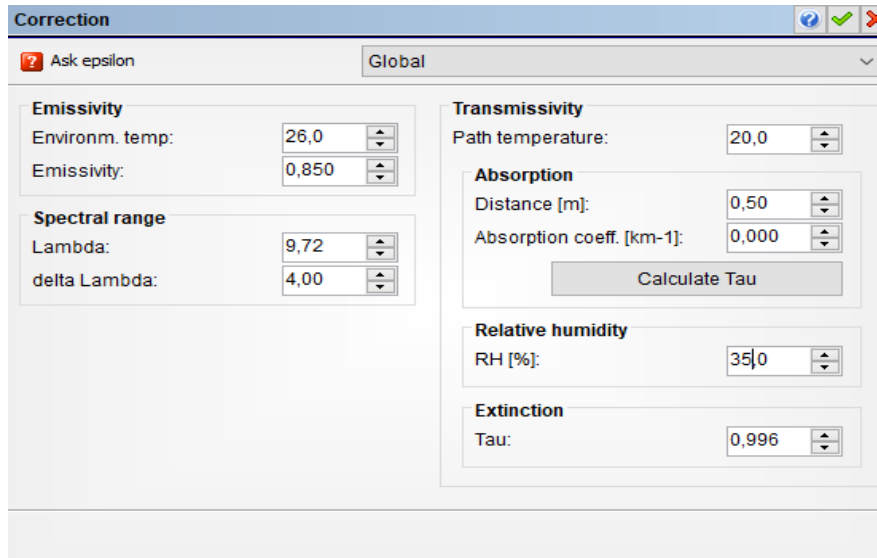 Correction
Ask epsilon
Global
Emissivity
Environm. temp: 26,0
Emissivity: 0,850
Spectral range
Lambda: 9,72
delta Lambda: 4,00
Transmissivity
Path temperature: 20,0
Absorption
Distance [m]: 0,50
Absorption coeff. [km-1]: 0,000
Calculate Tau
Relative humidity
RH [%]: 35,0
Extinction
Tau: 0,996